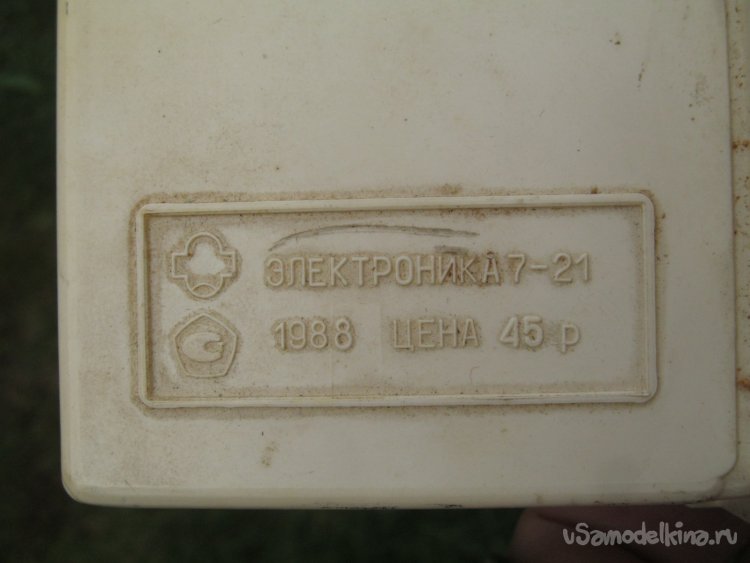 ЭЛЕКТРОНИКА 7-21
1988 ЦЕНА 45 р
uSamodelkina.ru